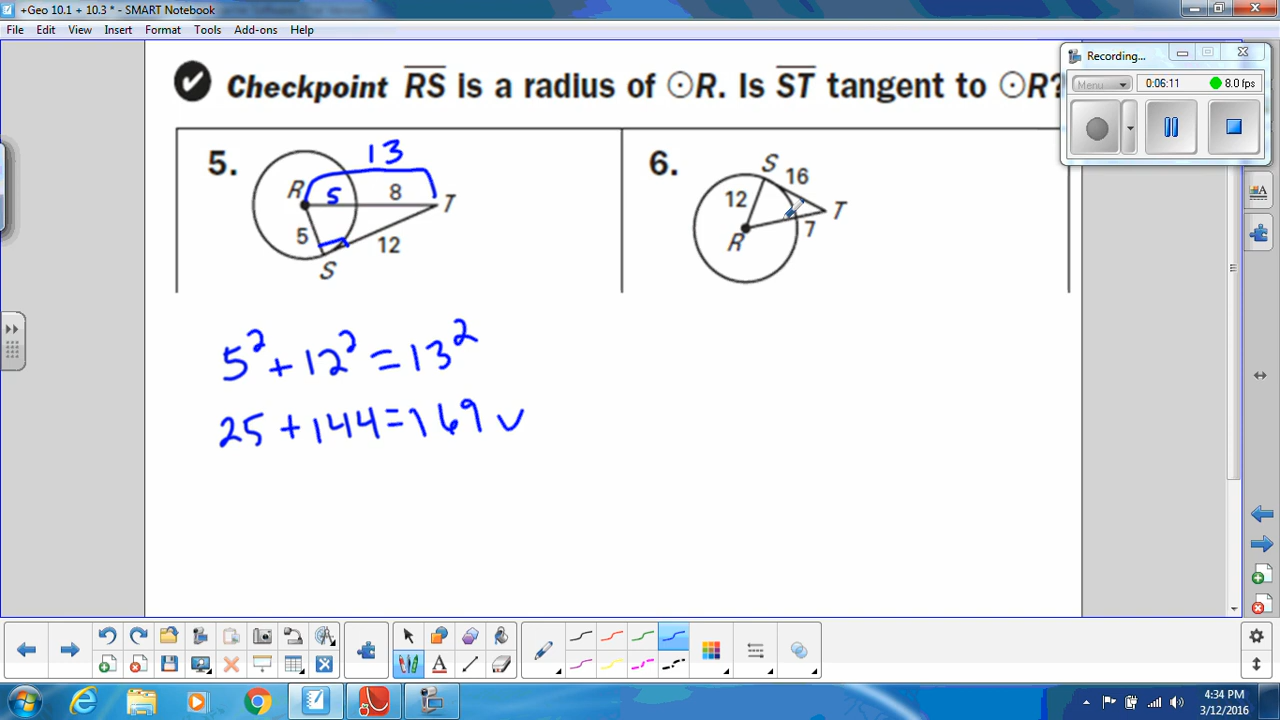 +Geo 10.1 + 10.3 * - SMART Notebook
File Edit View Insert Format Tools Add-ons Help
Recording...
Menu 0:06:11 8.0 fps
✔ Checkpoint RS is a radius of ⊙R. Is ST tangent to ⊙R?
5.
13
R 5 8 T
5 12
S
6.
S 16
12 T
R 7
5² + 12² = 13²
25 + 144 = 169 ✓
4:34 PM
3/12/2016